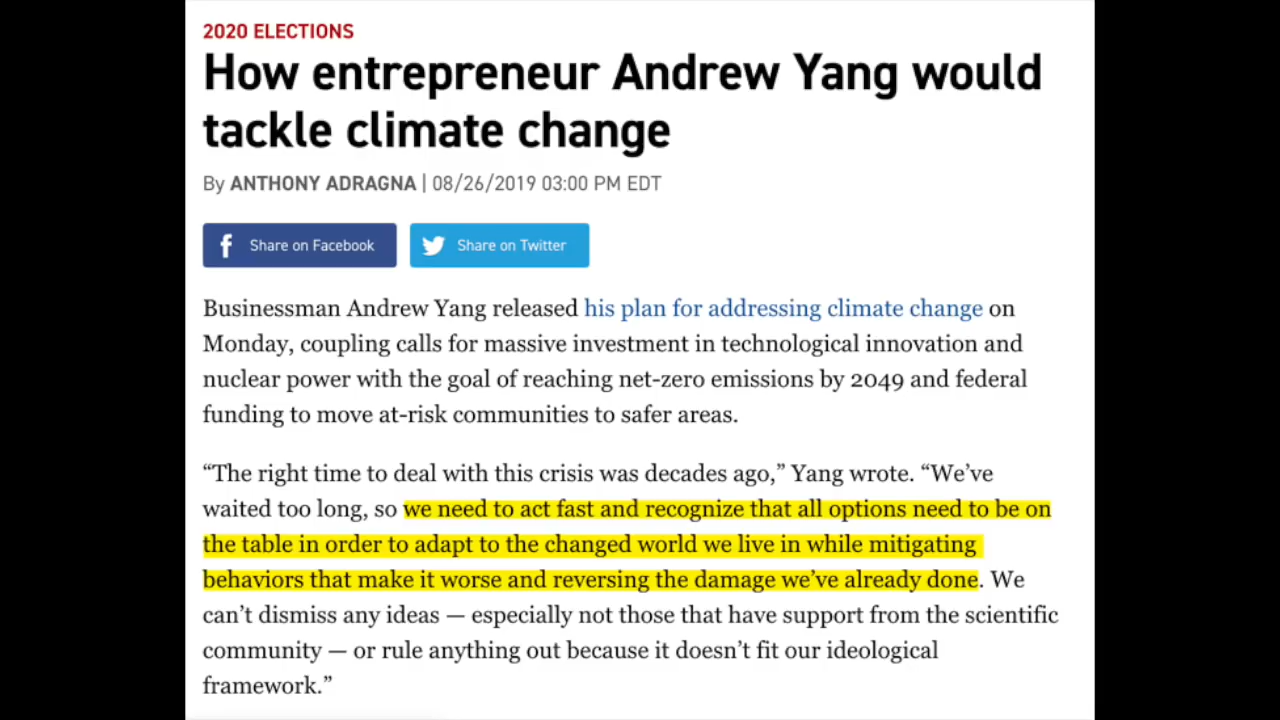 2020 ELECTIONS
How entrepreneur Andrew Yang would
tackle climate change
By ANTHONY ADRAGNA | 08/26/2019 03:00 PM EDT
Share on Facebook
Share on Twitter
Businessman Andrew Yang released his plan for addressing climate change on
Monday, coupling calls for massive investment in technological innovation and
nuclear power with the goal of reaching net-zero emissions by 2049 and federal
funding to move at-risk communities to safer areas.
“The right time to deal with this crisis was decades ago,” Yang wrote. “We’ve
waited too long, so we need to act fast and recognize that all options need to be on
the table in order to adapt to the changed world we live in while mitigating
behaviors that make it worse and reversing the damage we’ve already done. We
can’t dismiss any ideas — especially not those that have support from the scientific
community — or rule anything out because it doesn’t fit our ideological
framework.”